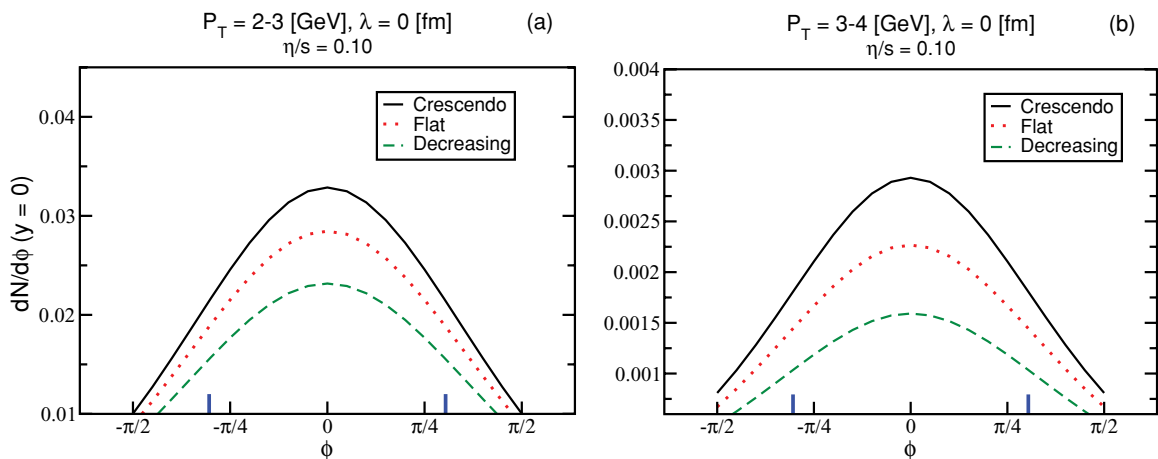 P_T = 2-3 [GeV], λ = 0 [fm] (a)
η/s = 0.10
dN/dϕ (y = 0)
0.04
0.03
0.02
0.01
Crescendo
Flat
Decreasing
-π/2 -π/4 0 π/4 π/2
ϕ
P_T = 3-4 [GeV], λ = 0 [fm] (b)
η/s = 0.10
0.004
0.0035
0.003
0.0025
0.002
0.0015
0.001
Crescendo
Flat
Decreasing
-π/2 -π/4 0 π/4 π/2
ϕ